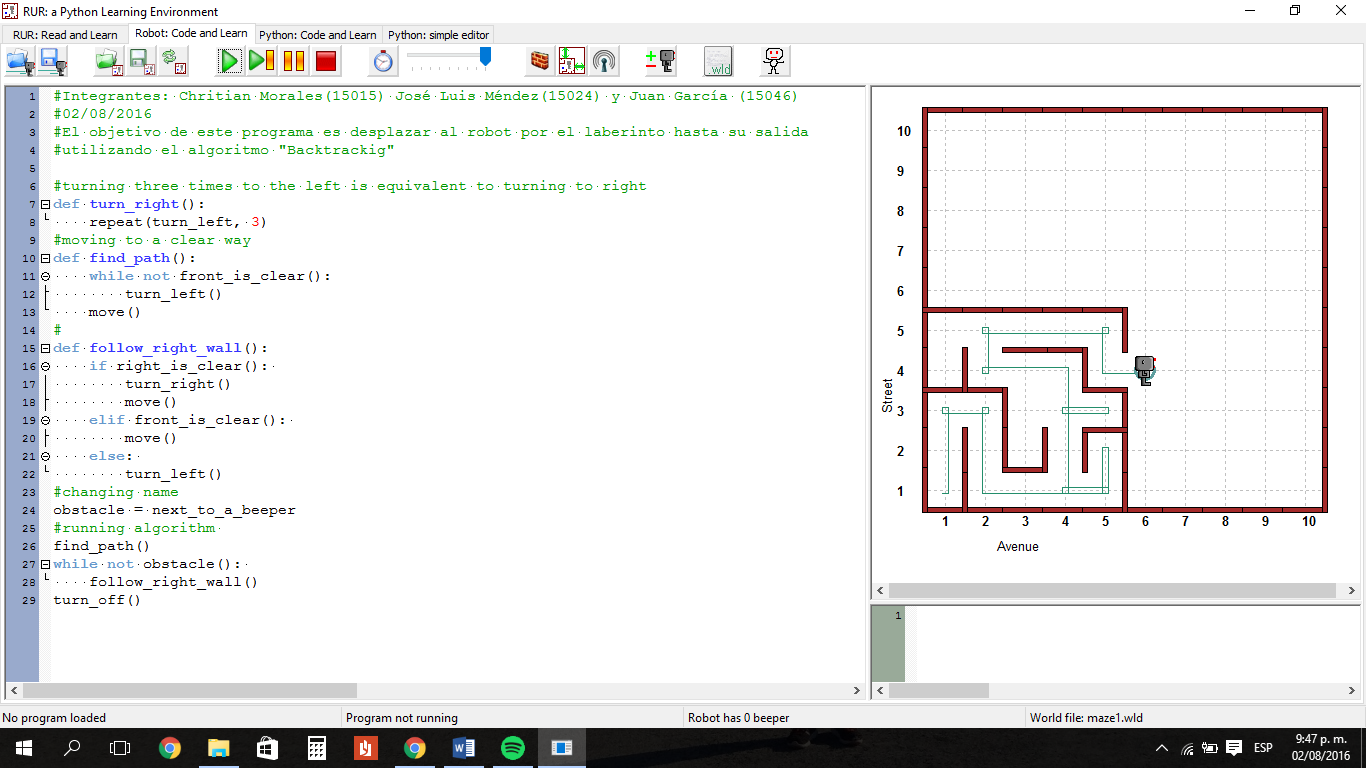 RUR: a Python Learning Environment
RUR: Read and Learn Robot: Code and Learn Python: Code and Learn Python: simple editor
.wld
1 #Integrantes: Chritian Morales(15015) José Luis Méndez(15024) y Juan García (15046)
2 #02/08/2016
3 #El objetivo de este programa es desplazar al robot por el laberinto hasta su salida
4 #utilizando el algoritmo "Backtrackig"
5
6 #turning three times to the left is equivalent to turning to right
7 def turn_right():
8 repeat(turn_left, 3)
9 #moving to a clear way
10 def find_path():
11 while not front_is_clear():
12 turn_left()
13 move()
14 #
15 def follow_right_wall():
16 if right_is_clear():
17 turn_right()
18 move()
19 elif front_is_clear():
20 move()
21 else:
22 turn_left()
23 #changing name
24 obstacle = next_to_a_beeper
25 #running algorithm
26 find_path()
27 while not obstacle():
28 follow_right_wall()
29 turn_off()
10
9
8
7
6
5
4
3
2
1
Street
1 2 3 4 5 6 7 8 9 10
Avenue
1
No program loaded Program not running Robot has 0 beeper World file: maze1.wld
ESP 9:47 p. m.
02/08/2016